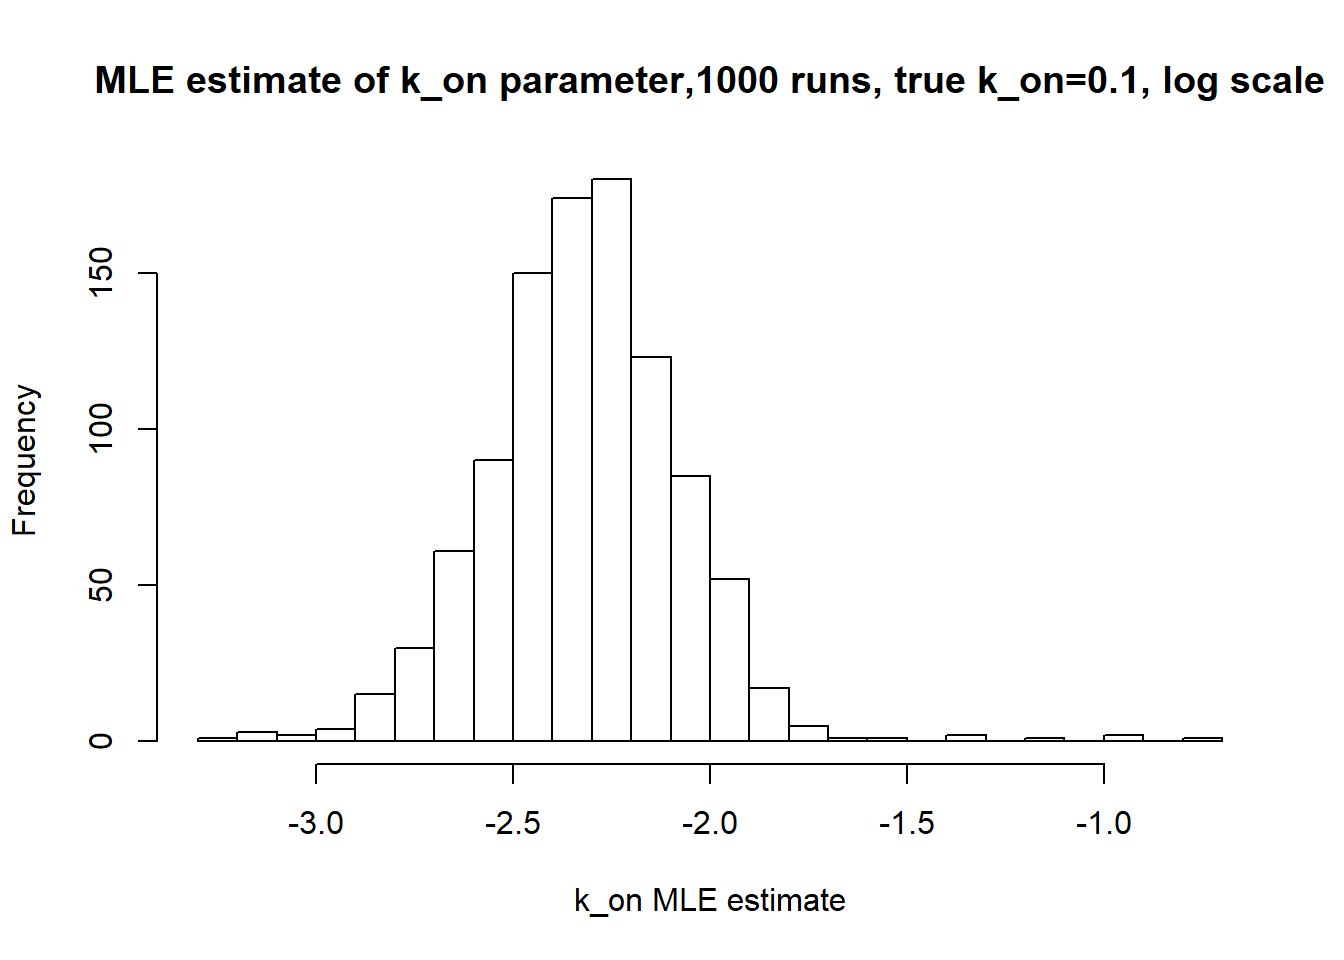 MLE estimate of k_on parameter,1000 runs, true k_on=0.1, log scale
150
100
50
0
Frequency
-3.0 -2.5 -2.0 -1.5 -1.0
k_on MLE estimate